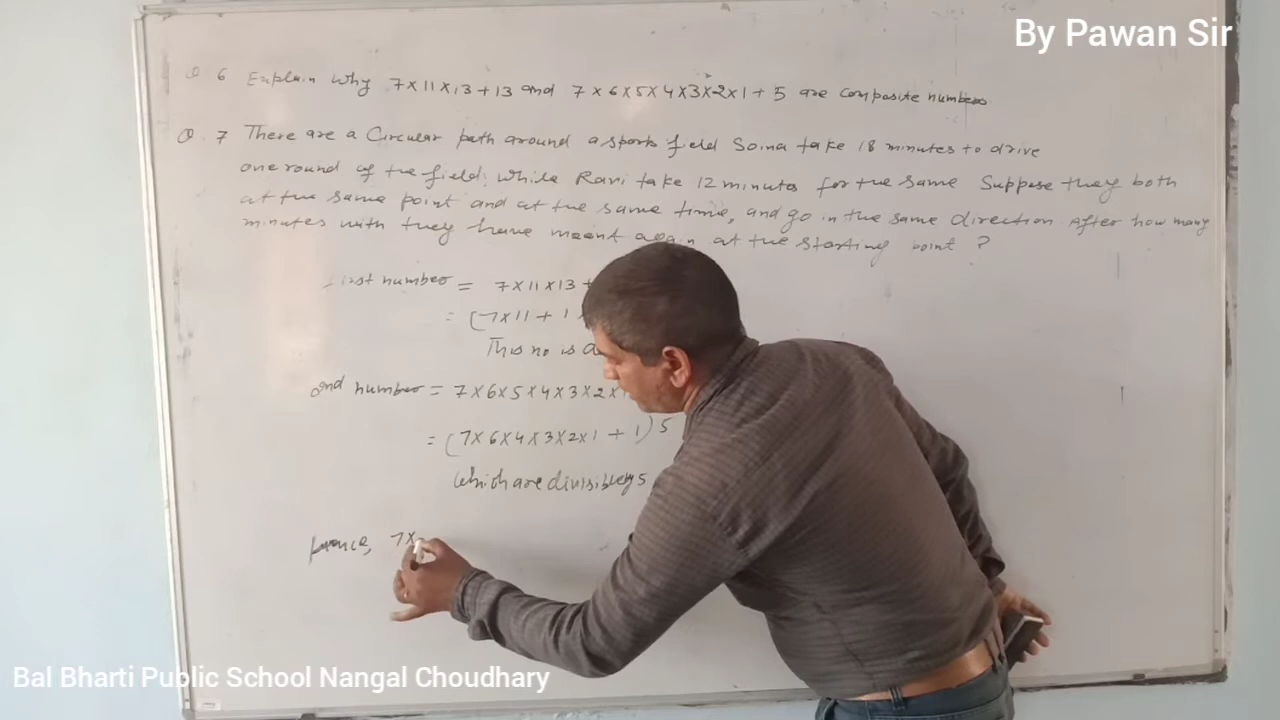 By Pawan Sir
Q 6 Explain why 7×11×13+13 and 7×6×5×4×3×2×1+5 are composite numbers
Q. 7 There are a Circular path around a sports field Soina take 18 minutes to drive
one round of the field, while Ravi take 12 minutes for the same Suppose they both
at the same point and at the same time, and go in the same direction After how many
minutes with they have meant again at the starting point ?
first number = 7×11×13 +
= (7×11 + 1
This no is a
2nd number = 7×6×5×4×3×2×
= (7×6×4×3×2×1 + 1) 5
which are divisible by 5
hence, 7×
Bal Bharti Public School Nangal Choudhary